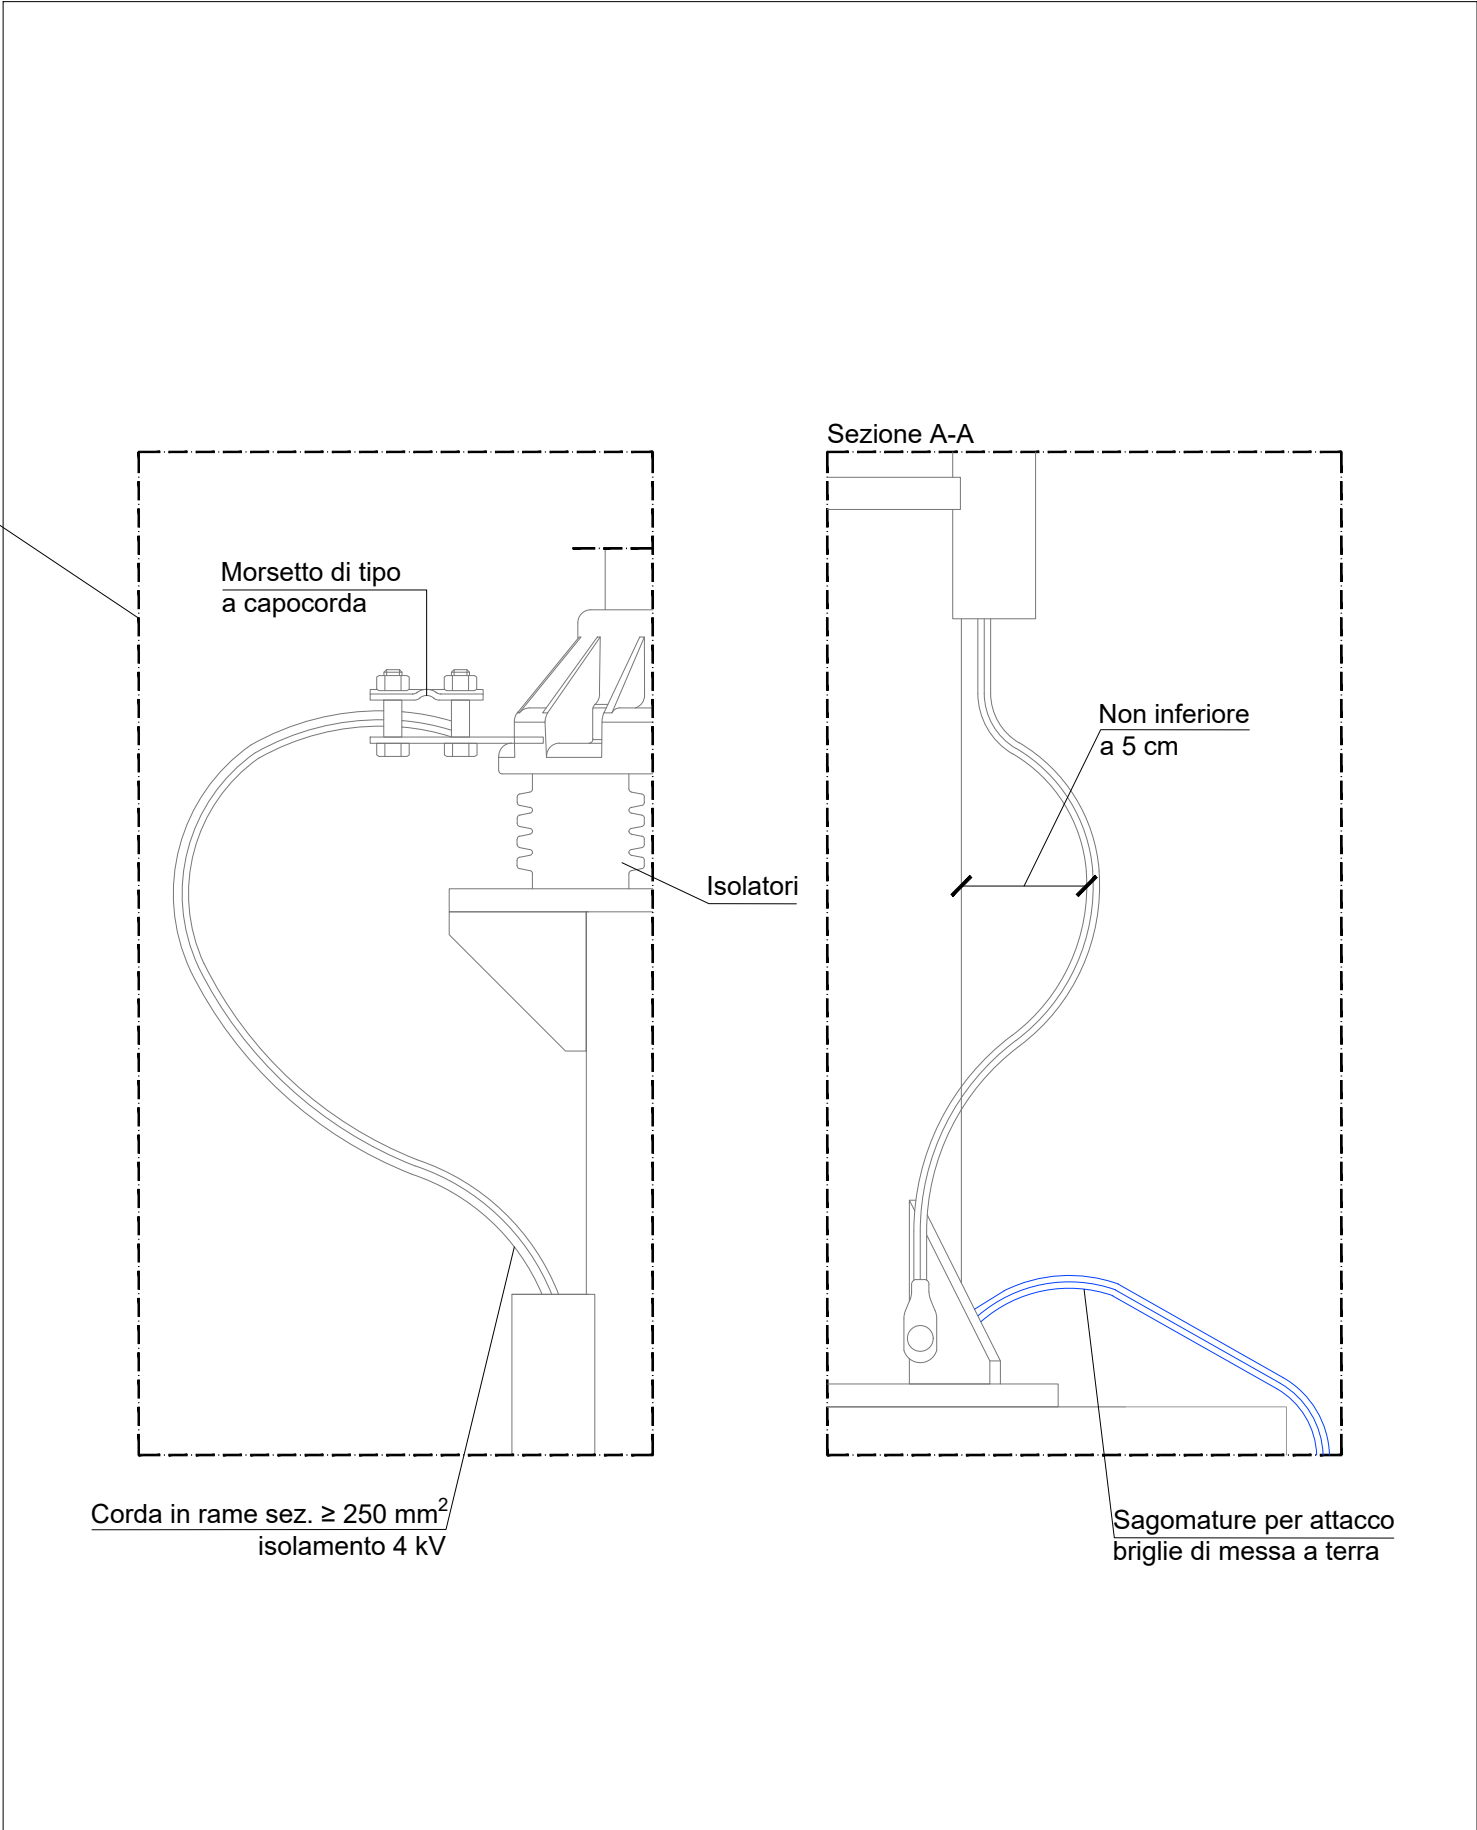 Sezione A-A
Morsetto di tipo
a capocorda
Non inferiore
a 5 cm
Isolatori
Corda in rame sez. ≥ 250 mm²
isolamento 4 kV
Sagomature per attacco
briglie di messa a terra